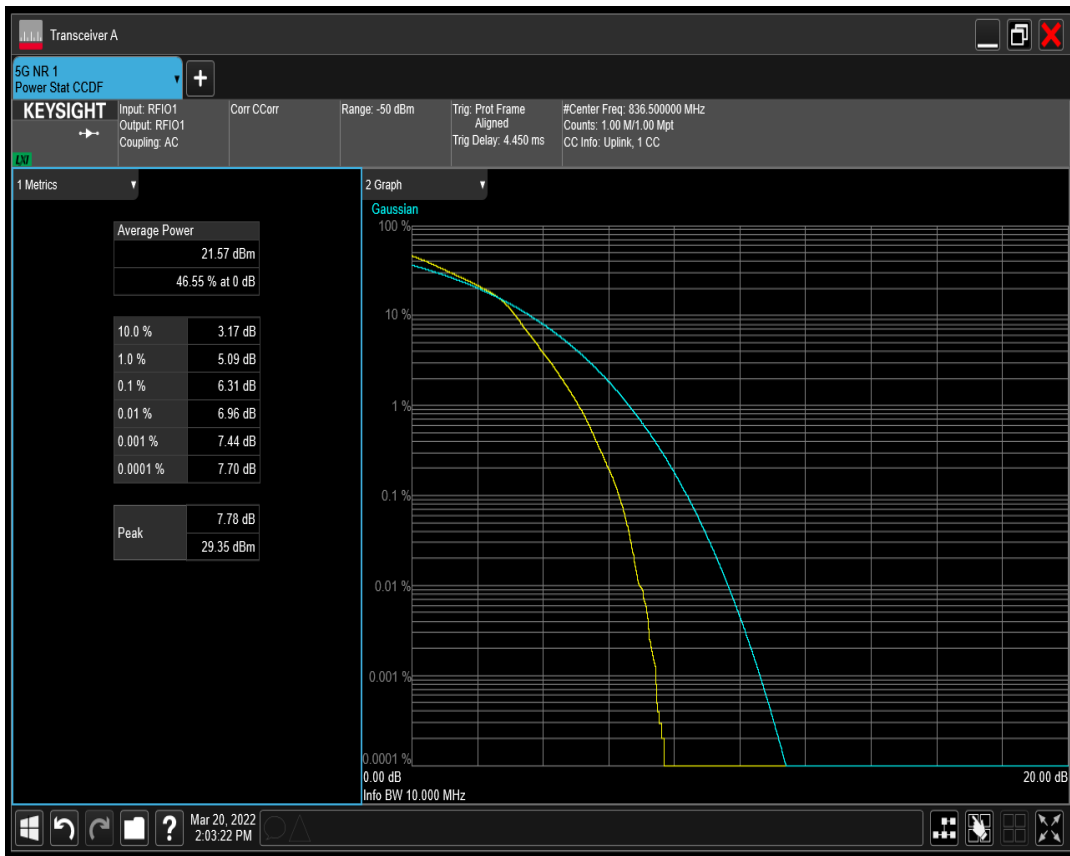 Transceiver A
5G NR 1
Power Stat CCDF
+
KEYSIGHT
LXI
Input: RFIO1
Output: RFIO1
Coupling: AC
Corr CCorr
Range: -50 dBm
Trig: Prot Frame
Aligned
Trig Delay: 4.450 ms
#Center Freq: 836.500000 MHz
Counts: 1.00 M/1.00 Mpt
CC Info: Uplink, 1 CC
1 Metrics
Average Power
21.57 dBm
46.55 % at 0 dB
10.0 % 3.17 dB
1.0 % 5.09 dB
0.1 % 6.31 dB
0.01 % 6.96 dB
0.001 % 7.44 dB
0.0001 % 7.70 dB
Peak
7.78 dB
29.35 dBm
2 Graph
Gaussian
100 %
10 %
1 %
0.1 %
0.01 %
0.001 %
0.0001 %
0.00 dB 20.00 dB
Info BW 10.000 MHz
?
Mar 20, 2022
2:03:22 PM